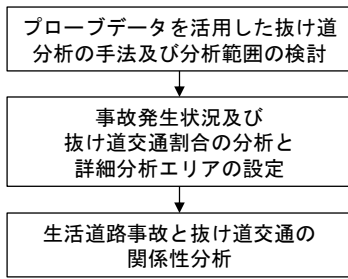 プローブデータを活用した抜け道
分析の手法及び分析範囲の検討
事故発生状況及び
抜け道交通割合の分析と
詳細分析エリアの設定
生活道路事故と抜け道交通の
関係性分析